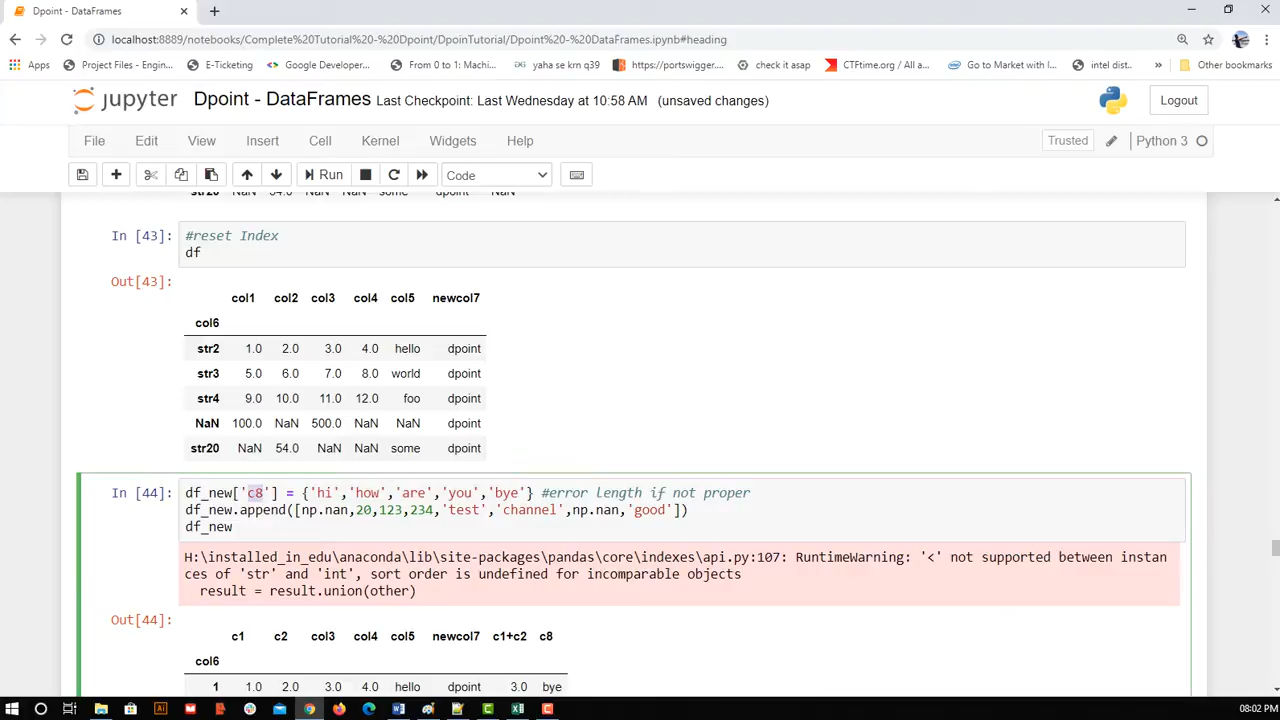 Dpoint - DataFrames
localhost:8889/notebooks/Complete%20Tutorial%20-%20Dpoint/DpoinTutorial/Dpoint%20-%20DataFrames.ipynb#heading
Apps Project Files - Engin... E-Ticketing Google Developer... From 0 to 1: Machi... yaha se krn q39 https://portswigger.... check it asap CTFtime.org / All a... Go to Market with I... intel dist... » Other bookmarks
jupyter Dpoint - DataFrames Last Checkpoint: Last Wednesday at 10:58 AM (unsaved changes) Logout
File Edit View Insert Cell Kernel Widgets Help Trusted Python 3
Run Code
str20 NaN 54.0 NaN NaN some dpoint NaN
In [43]: #reset Index
df
Out[43]:
col1 col2 col3 col4 col5 newcol7
col6
str2 1.0 2.0 3.0 4.0 hello dpoint
str3 5.0 6.0 7.0 8.0 world dpoint
str4 9.0 10.0 11.0 12.0 foo dpoint
NaN 100.0 NaN 500.0 NaN NaN dpoint
str20 NaN 54.0 NaN NaN some dpoint
In [44]: df_new['c8'] = {'hi','how','are','you','bye'} #error length if not proper
df_new.append([np.nan,20,123,234,'test','channel',np.nan,'good'])
df_new
H:\installed_in_edu\anaconda\lib\site-packages\pandas\core\indexes\api.py:107: RuntimeWarning: '<' not supported between instan
ces of 'str' and 'int', sort order is undefined for incomparable objects
result = result.union(other)
Out[44]:
c1 c2 col3 col4 col5 newcol7 c1+c2 c8
col6
1 1.0 2.0 3.0 4.0 hello dpoint 3.0 bye
08:02 PM